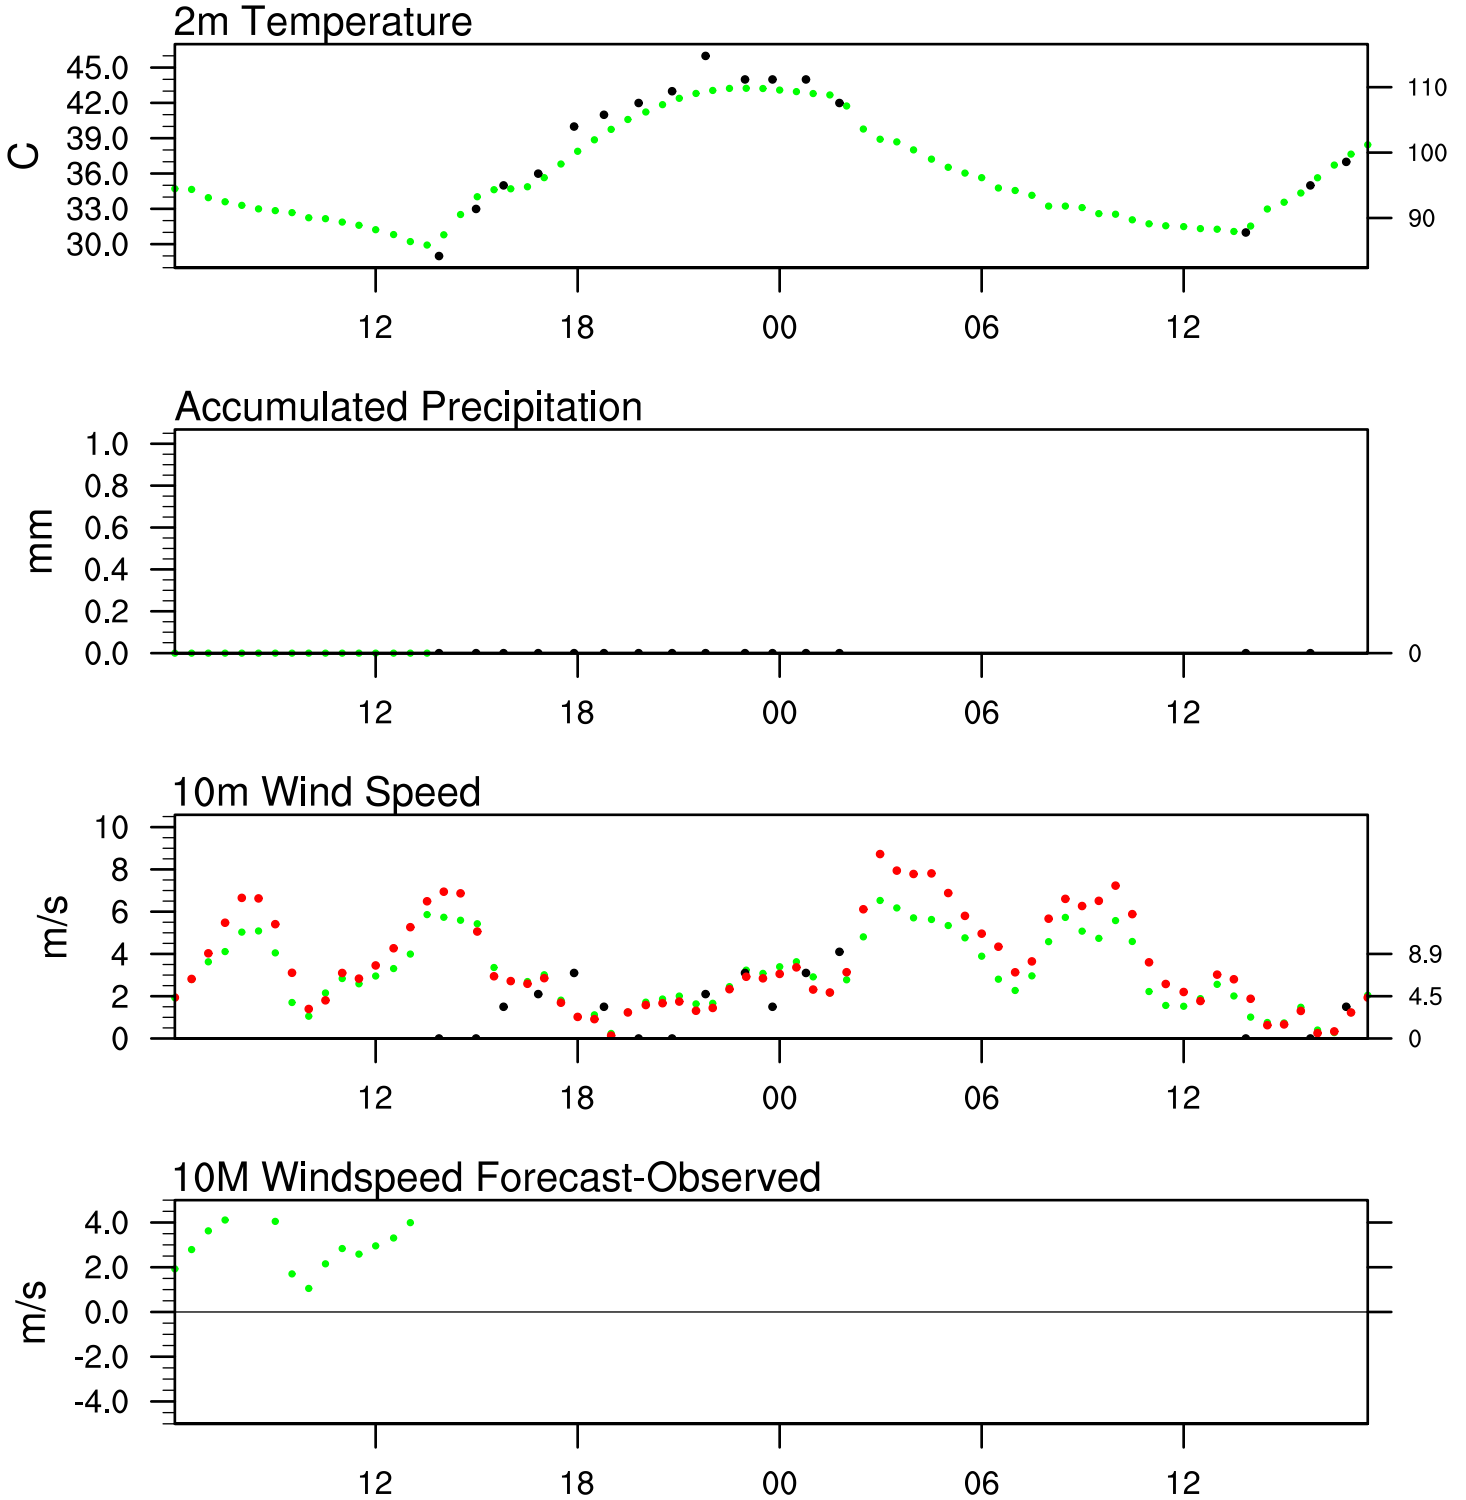 2m Temperature
45.0
42.0
39.0
36.0
33.0
30.0
C
110
100
90
12 18 00 06 12
Accumulated Precipitation
1.0
0.8
0.6
0.4
0.2
0.0
mm
0
12 18 00 06 12
10m Wind Speed
10
8
6
4
2
0
m/s
8.9
4.5
0
12 18 00 06 12
10M Windspeed Forecast-Observed
4.0
2.0
0.0
-2.0
-4.0
m/s
12 18 00 06 12